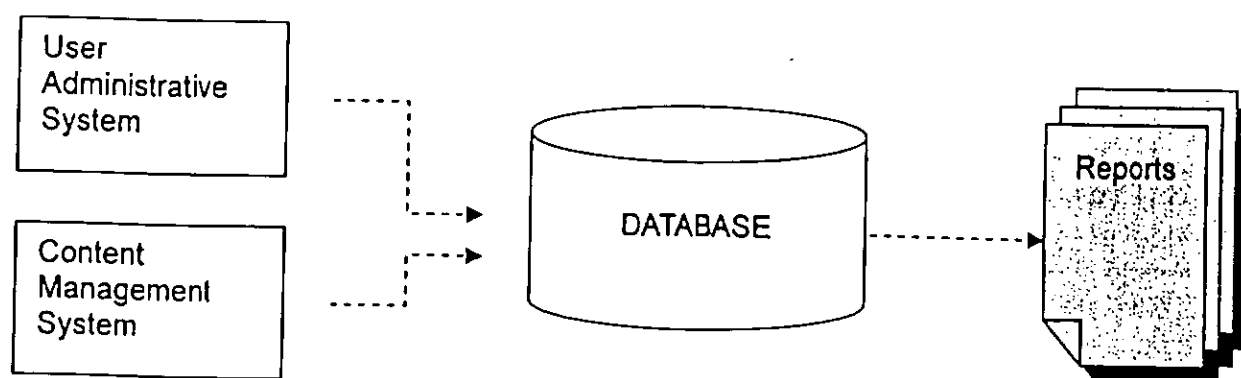 User
Administrative
System
Content
Management
System
DATABASE
Reports